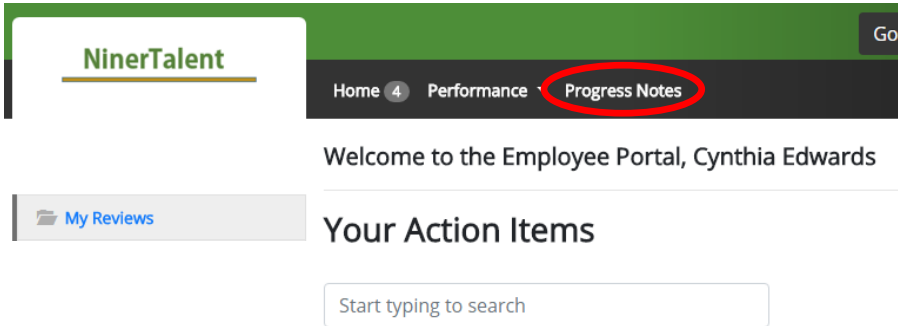 Go
NinerTalent
Home 4 Performance Progress Notes
Welcome to the Employee Portal, Cynthia Edwards
My Reviews
Your Action Items
Start typing to search